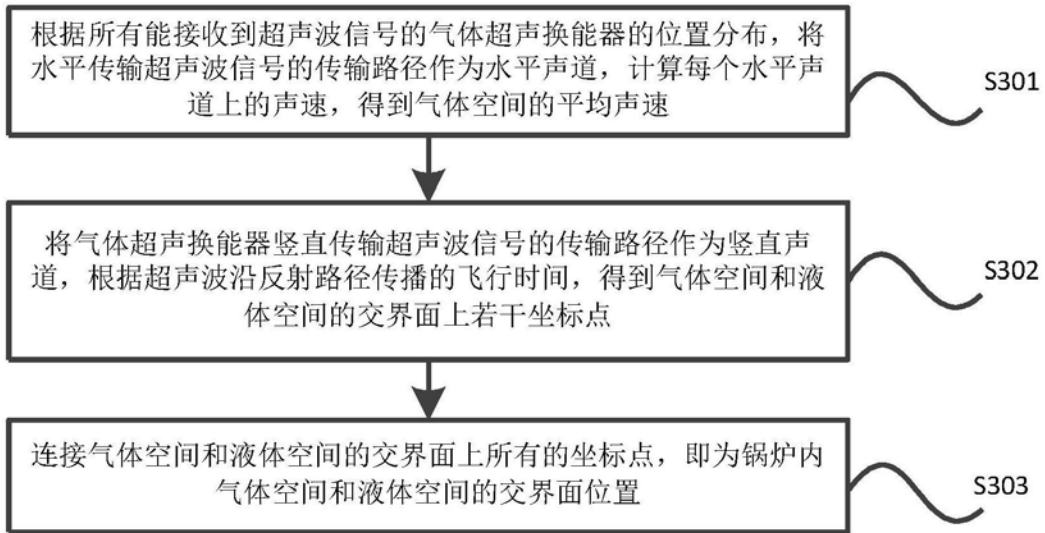 根据所有能接收到超声波信号的气体超声换能器的位置分布，将
水平传输超声波信号的传输路径作为水平声道，计算每个水平声
道上的声速，得到气体空间的平均声速
S301
将气体超声换能器竖直传输超声波信号的传输路径作为竖直声
道，根据超声波沿反射路径传播的飞行时间，得到气体空间和液
体空间的交界面上若干坐标点
S302
连接气体空间和液体空间的交界面上所有的坐标点，即为锅炉内
气体空间和液体空间的交界面位置
S303